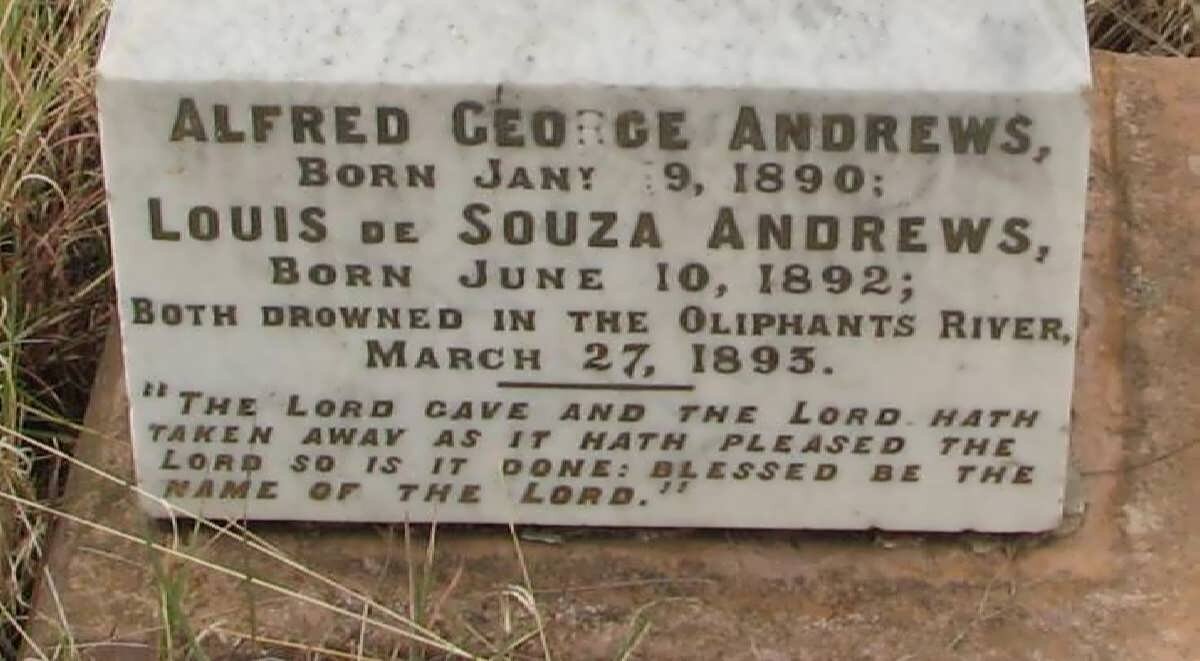 ALFRED GEORGE ANDREWS,
BORN JANY 1890;
LOUIS DE SOUZA ANDREWS,
BORN JUNE 10, 1892;
BOTH DROWNED IN THE OLIPHANTS RIVER,
MARCH 27, 1893.
"THE LORD GAVE AND THE LORD HATH
TAKEN AWAY AS IT HATH PLEASED THE
LORD SO IS IT DONE: BLESSED BE THE
NAME OF THE LORD."